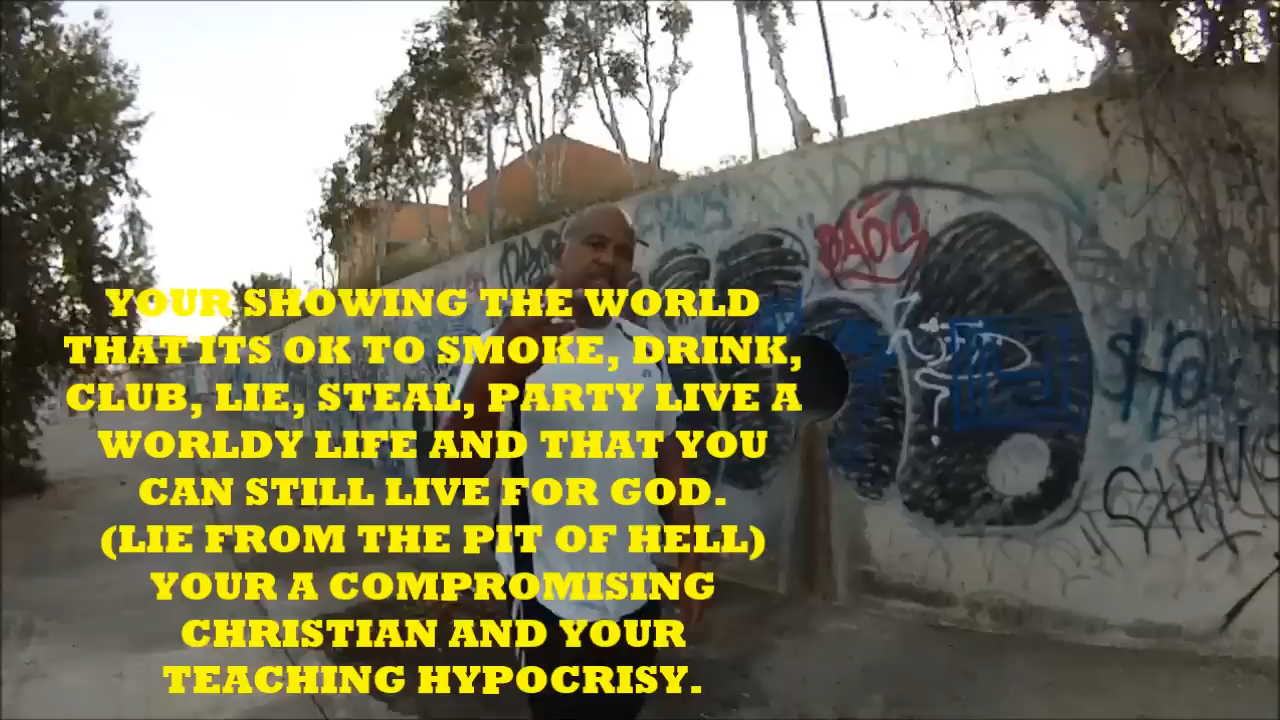 YOUR SHOWING THE WORLD
THAT ITS OK TO SMOKE, DRINK,
CLUB, LIE, STEAL, PARTY LIVE A
WORLDY LIFE AND THAT YOU
CAN STILL LIVE FOR GOD.
(LIE FROM THE PIT OF HELL)
YOUR A COMPROMISING
CHRISTIAN AND YOUR
TEACHING HYPOCRISY.